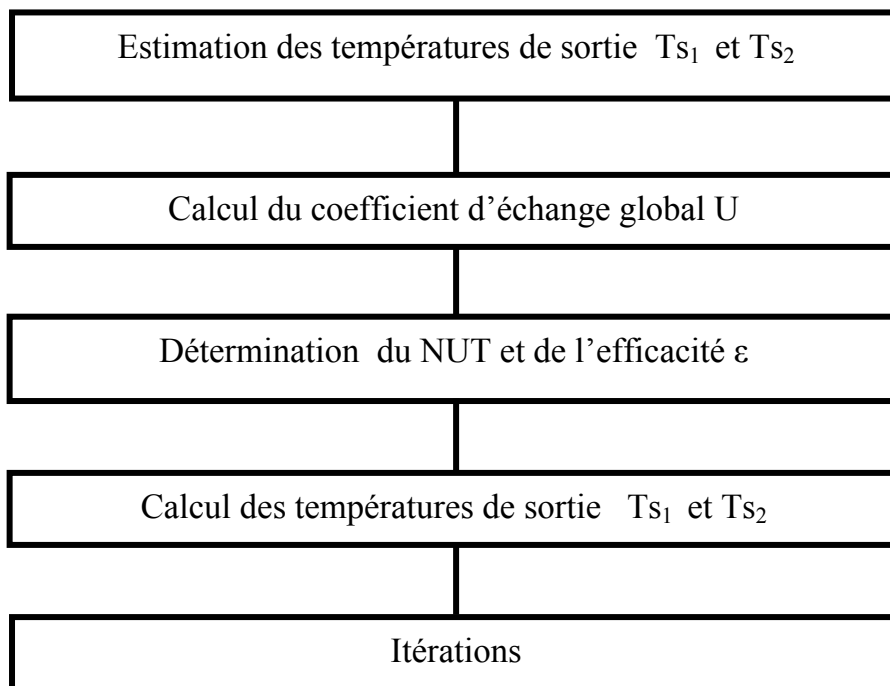 Estimation des températures de sortie Ts₁ et Ts₂
Calcul du coefficient d’échange global U
Détermination du NUT et de l’efficacité ε
Calcul des températures de sortie Ts₁ et Ts₂
Itérations